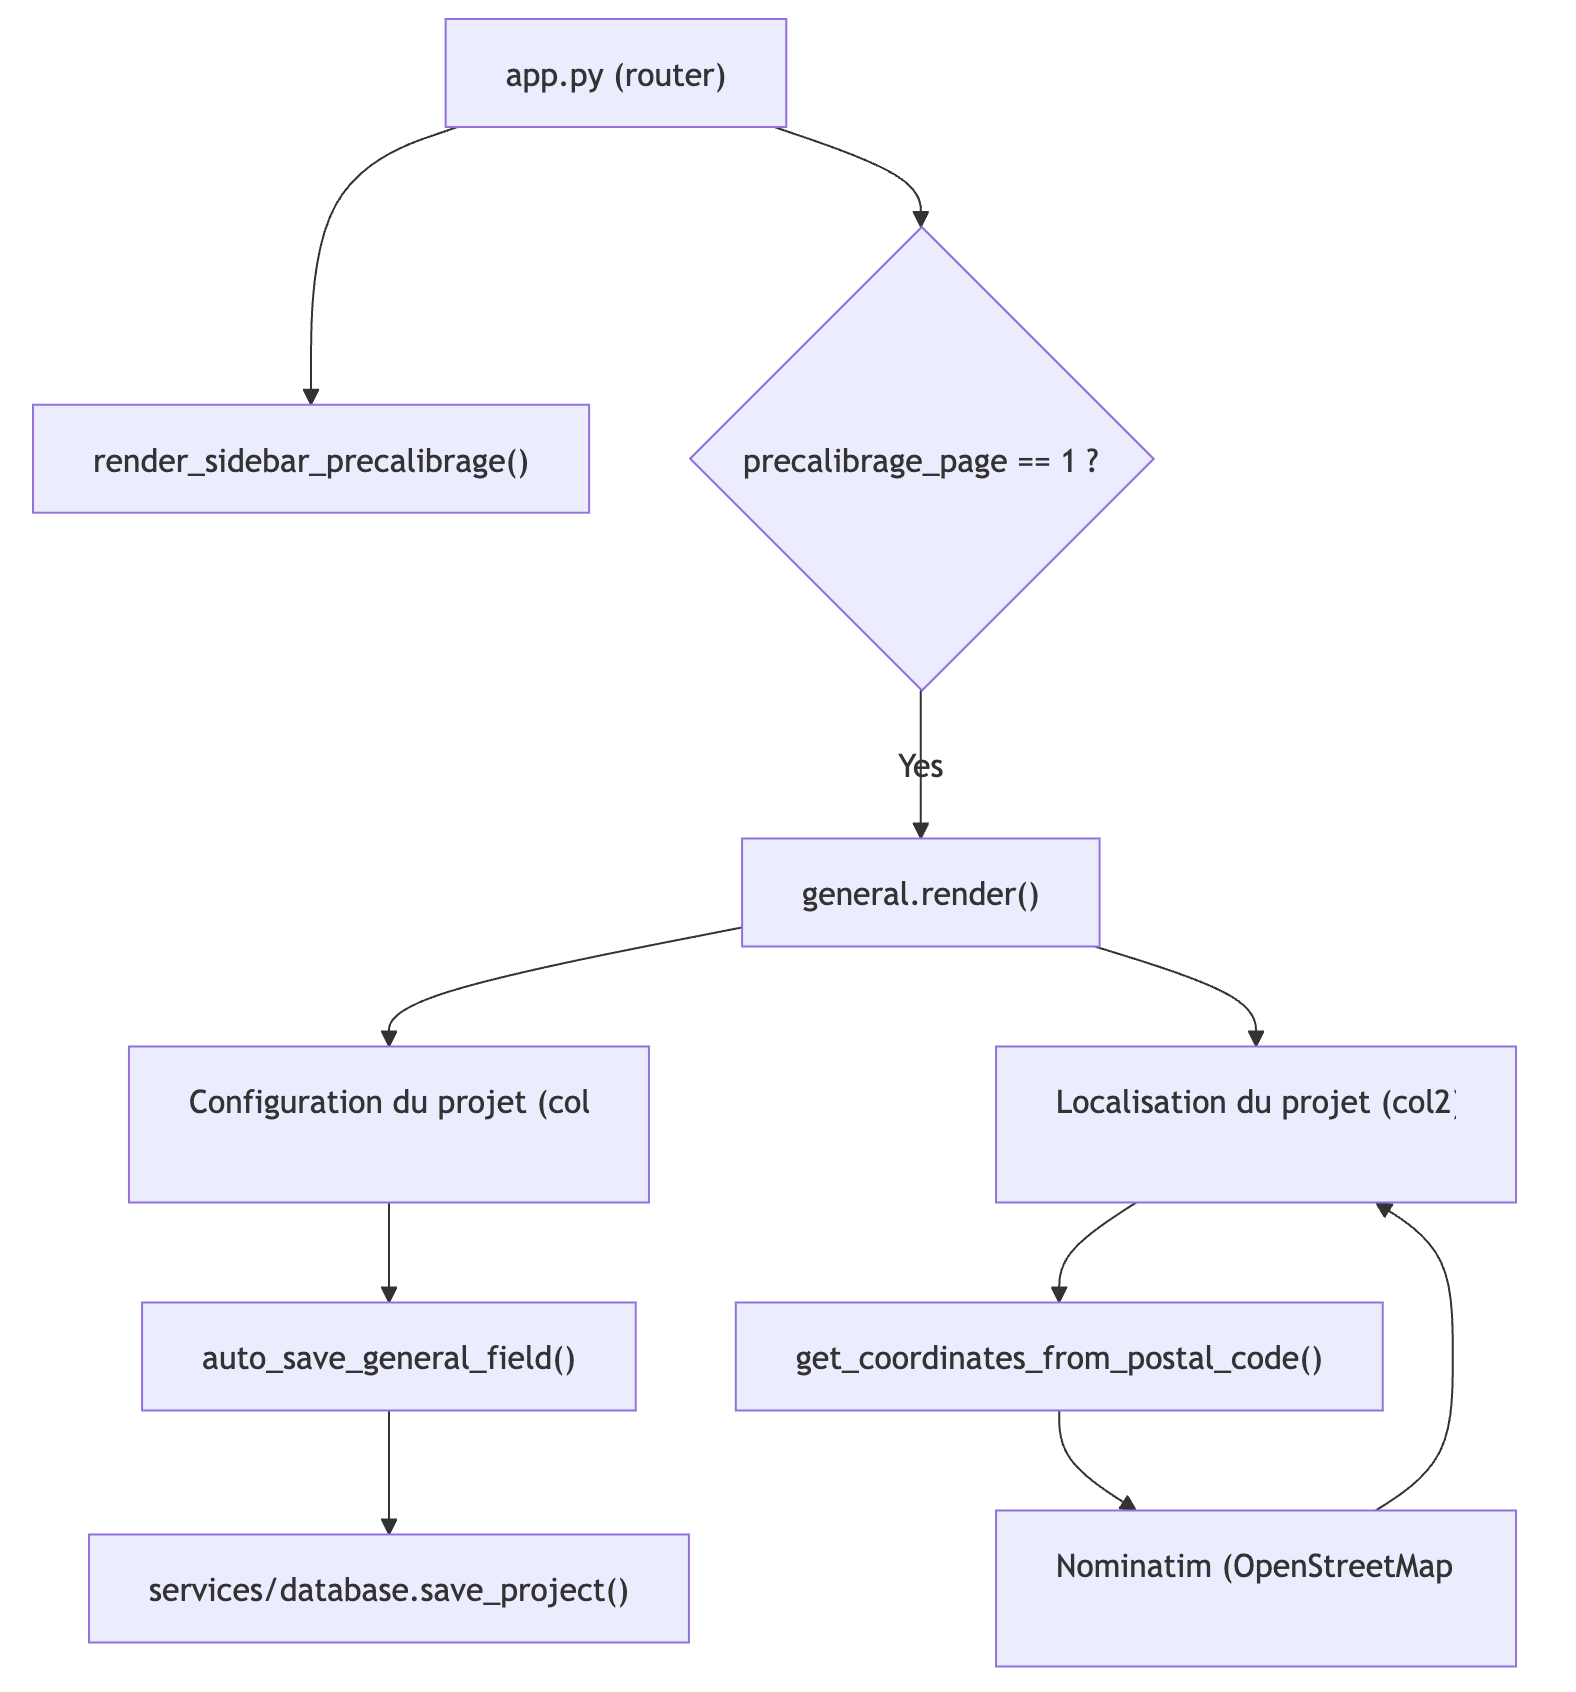 app.py (router)
render_sidebar_precalibrage()
precalibrage_page == 1 ?
Yes
general.render()
Configuration du projet (col
Localisation du projet (col2)
auto_save_general_field()
get_coordinates_from_postal_code()
services/database.save_project()
Nominatim (OpenStreetMap